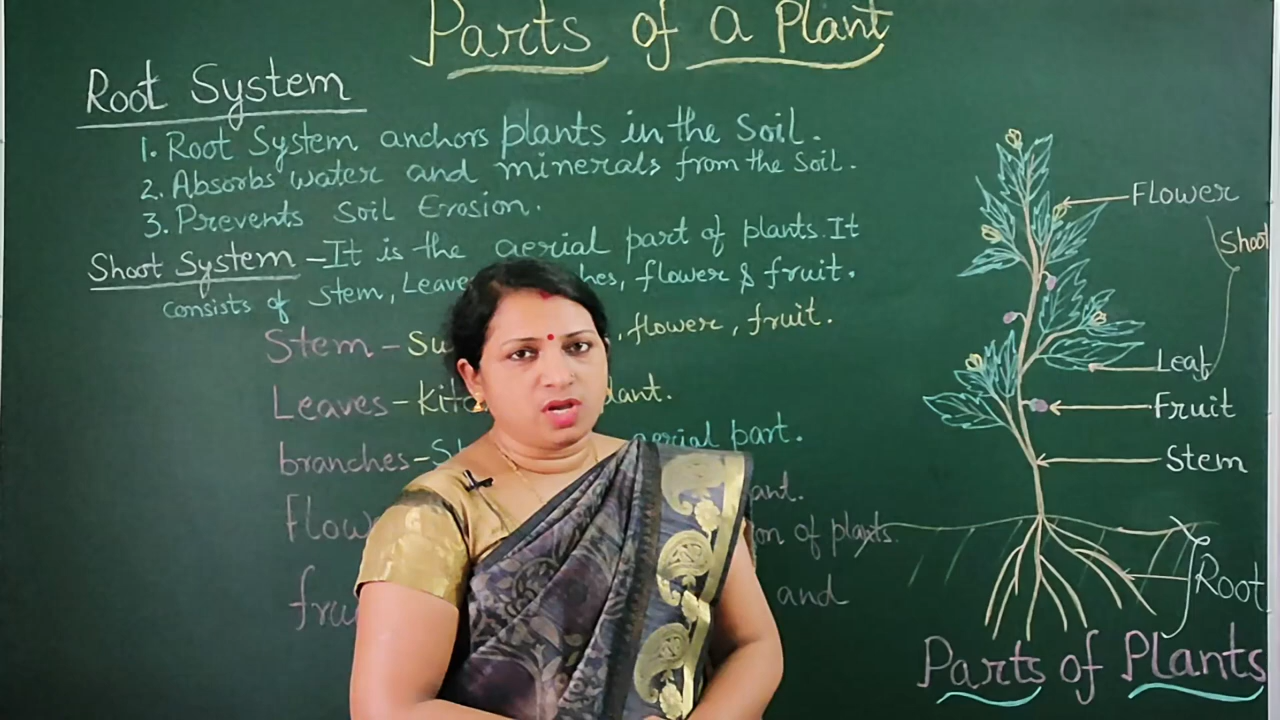 Parts of a Plant
Root System
1. Root System anchors plants in the Soil.
2. Absorbs water and minerals from the Soil.
3. Prevents Soil Erosion.
Shoot System - It is the aerial part of plants. It
consists of stem, Leave hes, flower & fruit.
Stem - Su , flower, fruit.
Leaves - Kitc lant.
branches - aerial part.
Flow ant.
on of plants.
fru and
Flower
Shoot
Leaf
Fruit
Stem
Root
Parts of Plants